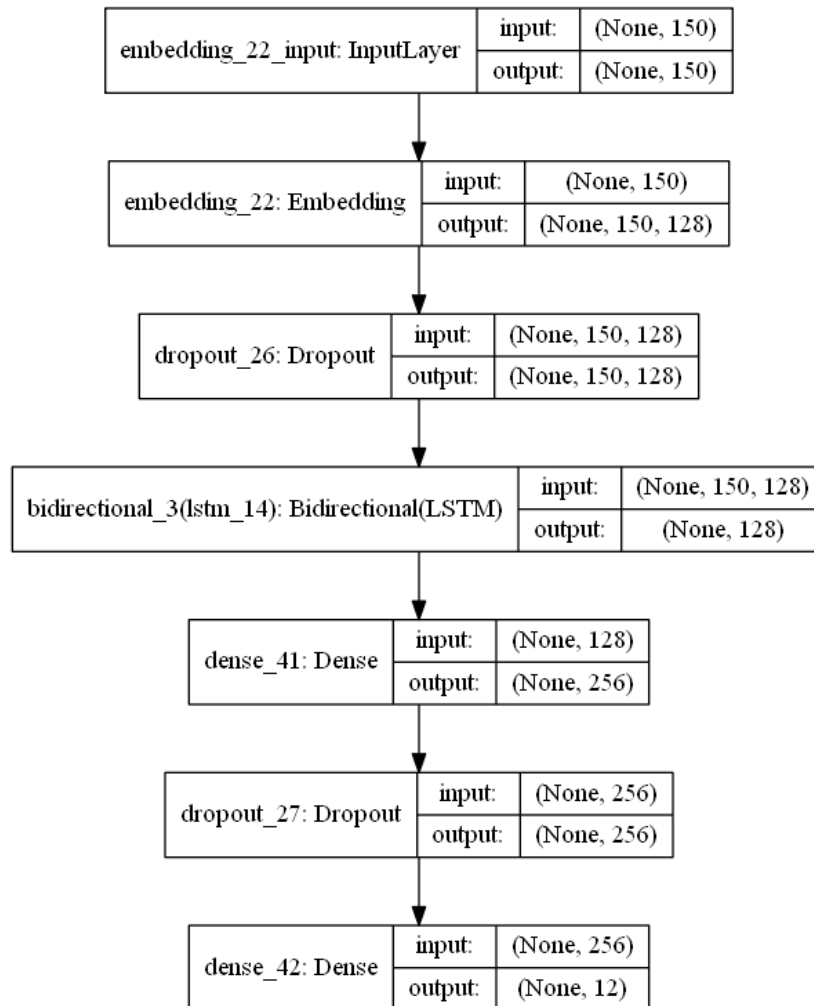 embedding_22_input: InputLayer
input: (None, 150)
output: (None, 150)
embedding_22: Embedding
input: (None, 150)
output: (None, 150, 128)
dropout_26: Dropout
input: (None, 150, 128)
output: (None, 150, 128)
bidirectional_3(lstm_14): Bidirectional(LSTM)
input: (None, 150, 128)
output: (None, 128)
dense_41: Dense
input: (None, 128)
output: (None, 256)
dropout_27: Dropout
input: (None, 256)
output: (None, 256)
dense_42: Dense
input: (None, 256)
output: (None, 12)